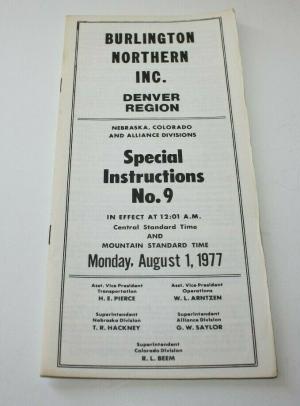 BURLINGTON
NORTHERN
INC.
DENVER
REGION
NEBRASKA, COLORADO
AND ALLIANCE DIVISIONS
Special
Instructions
No. 9
IN EFFECT AT 12:01 A.M.
Central Standard Time
AND
MOUNTAIN STANDARD TIME
Monday, August 1, 1977
Asst. Vice President
Transportation
H. E. PIERCE
Asst. Vice President
Operations
W. L. ARNTZEN
Superintendent
Nebraska Division
T. R. HACKNEY
Superintendent
Alliance Division
G. W. SAYLOR
Superintendent
Colorado Division
R. L. BEEM